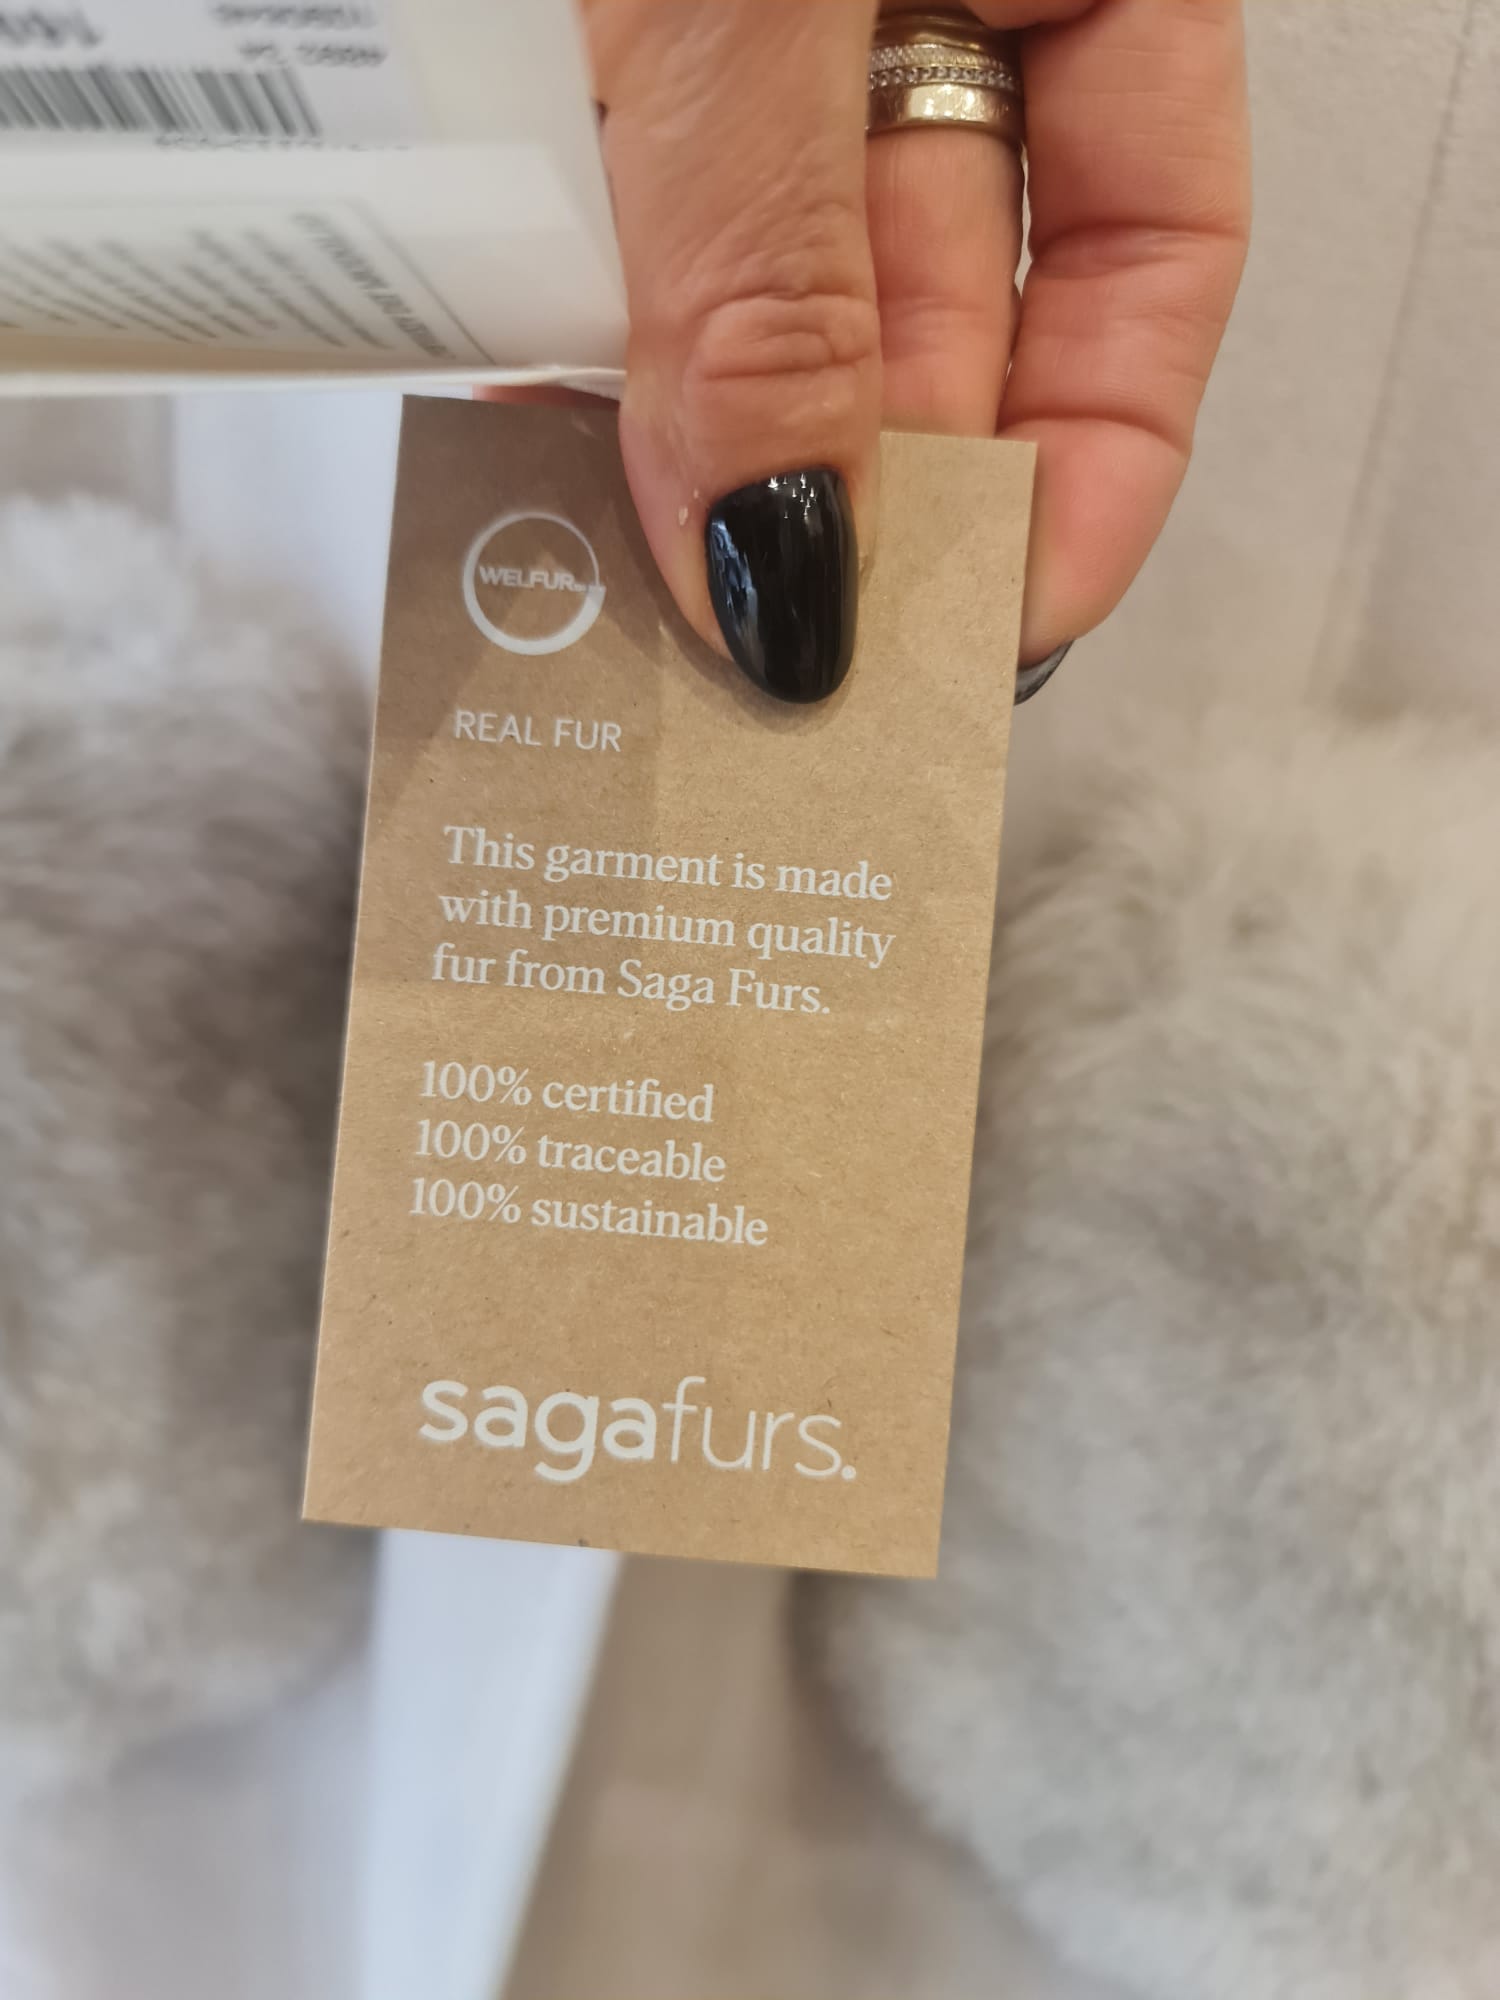 WELFUR
REAL FUR
This garment is made
with premium quality
fur from Saga Furs.
100% certified
100% traceable
100% sustainable
sagafurs.